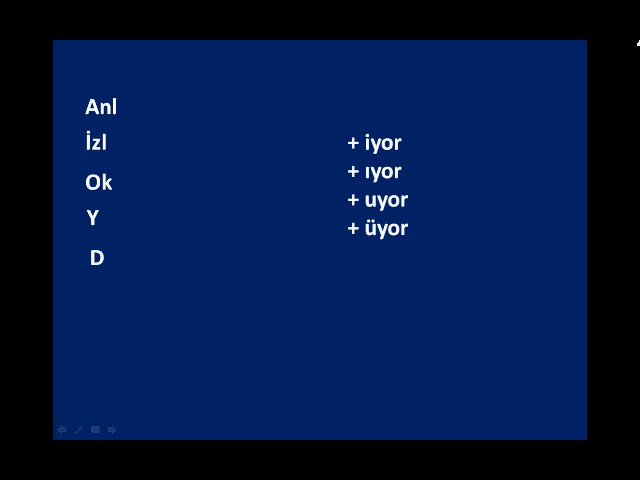 Anl
İzl
Ok
Y
D
+ iyor
+ ıyor
+ uyor
+ üyor